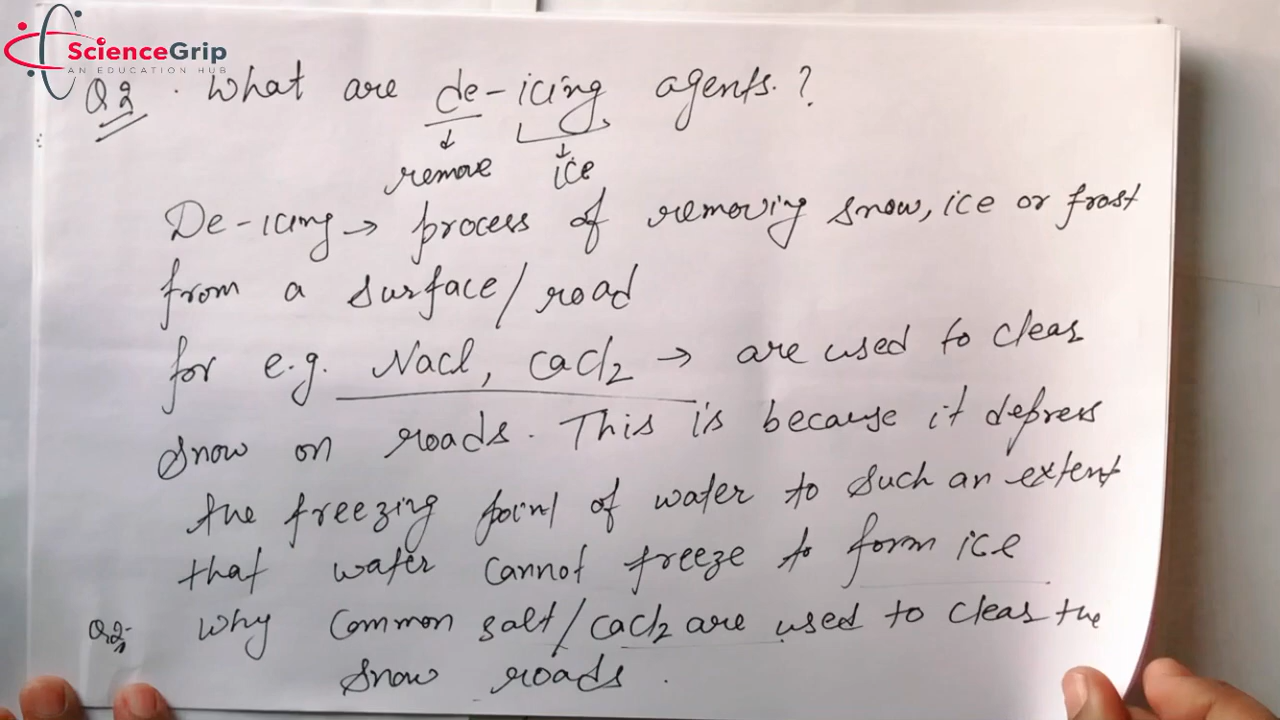 ScienceGrip
AN EDUCATION HUB
Q2. What are de-icing agents.?
remove ice
De-icing → process of removing snow, ice or frost
from a surface/road
for e.g. NaCl, CaCl2 → are used to clear
snow on roads. This is because it depress
the freezing point of water to such an extent
that water cannot freeze to form ice
Q2- Why Common salt/CaCl2 are used to clear the
snow roads.